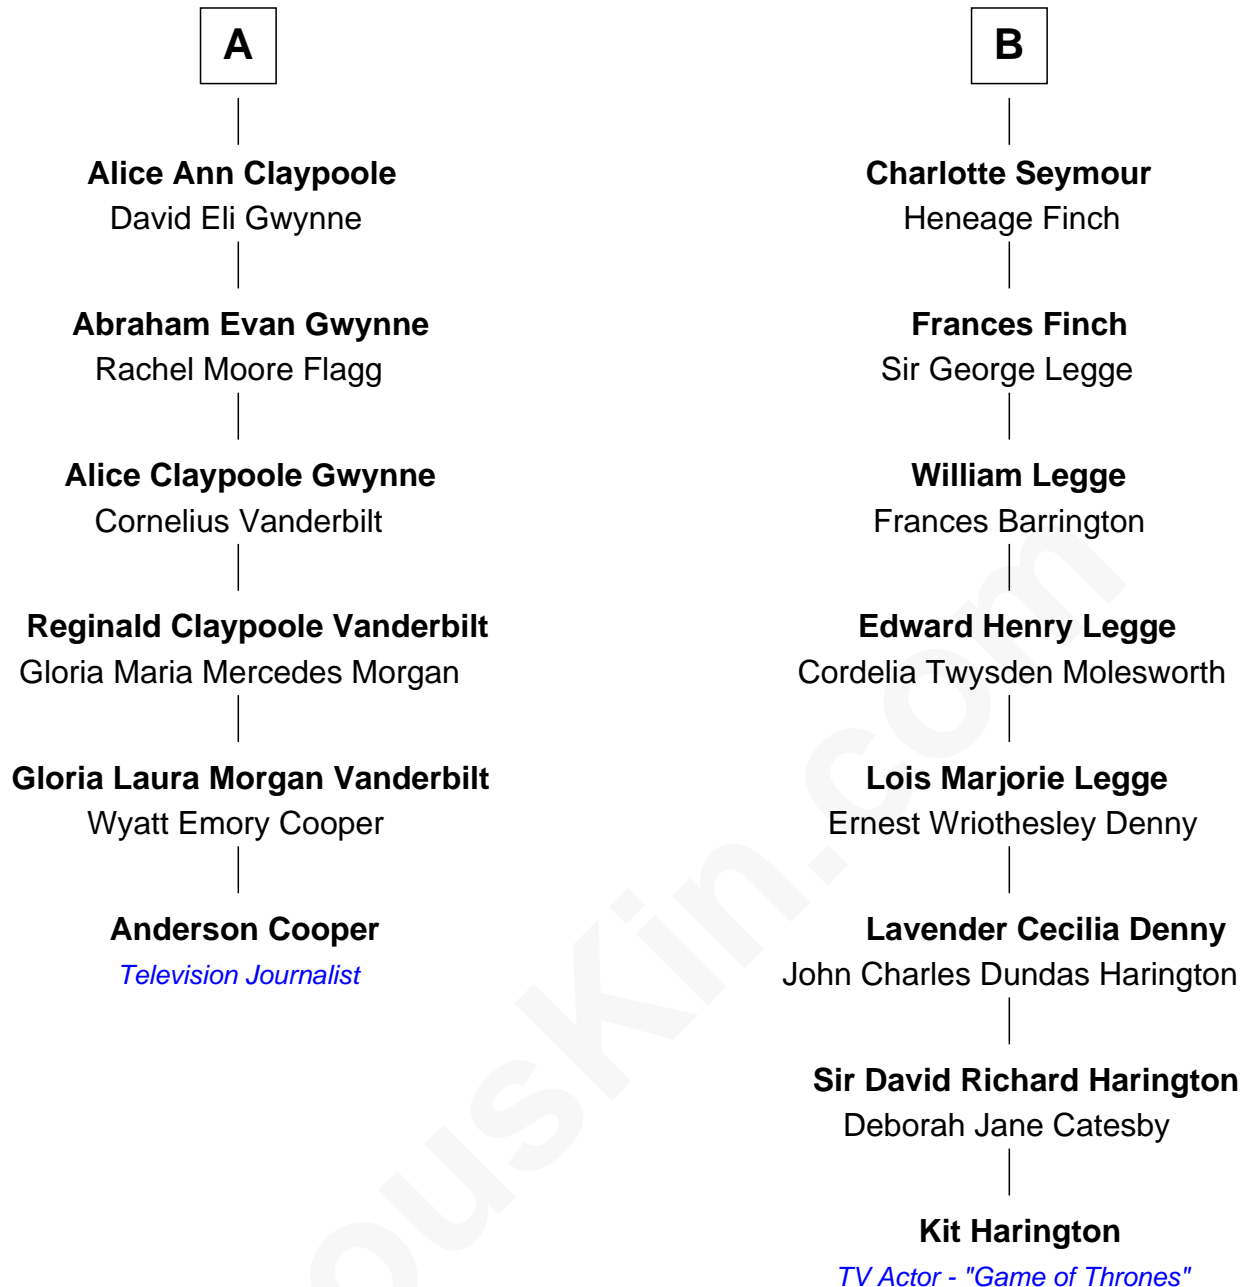 A
Alice Ann Claypoole
David Eli Gwynne
Abraham Evan Gwynne
Rachel Moore Flagg
Alice Claypoole Gwynne
Cornelius Vanderbilt
Reginald Claypoole Vanderbilt
Gloria Maria Mercedes Morgan
Gloria Laura Morgan Vanderbilt
Wyatt Emory Cooper
Anderson Cooper
Television Journalist
B
Charlotte Seymour
Heneage Finch
Frances Finch
Sir George Legge
William Legge
Frances Barrington
Edward Henry Legge
Cordelia Twysden Molesworth
Lois Marjorie Legge
Ernest Wriothesley Denny
Lavender Cecilia Denny
John Charles Dundas Harington
Sir David Richard Harington
Deborah Jane Catesby
Kit Harington
TV Actor - "Game of Thrones"
ousKin.com